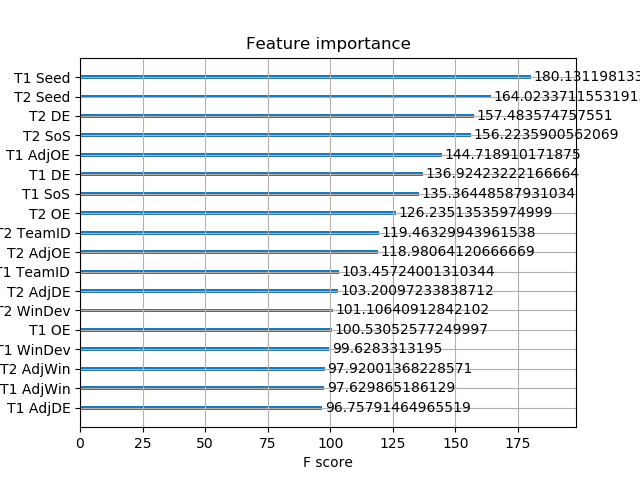 Feature importance
T1 Seed 180.131198133
T2 Seed 164.0233711553191
T2 DE 157.483574757551
T2 SoS 156.2235900562069
T1 AdjOE 144.718910171875
T1 DE 136.92423222166664
T1 SoS 135.36448587931034
T2 OE 126.23513535974999
T2 TeamID 119.46329943961538
T2 AdjOE 118.98064120666669
T1 TeamID 103.45724001310344
T2 AdjDE 103.20097233838712
T2 WinDev 101.10640912842102
T1 OE 100.53052577249997
T1 WinDev 99.6283313195
T2 AdjWin 97.92001368228571
T1 AdjWin 97.629865186129
T1 AdjDE 96.75791464965519
0 25 50 75 100 125 150 175
F score